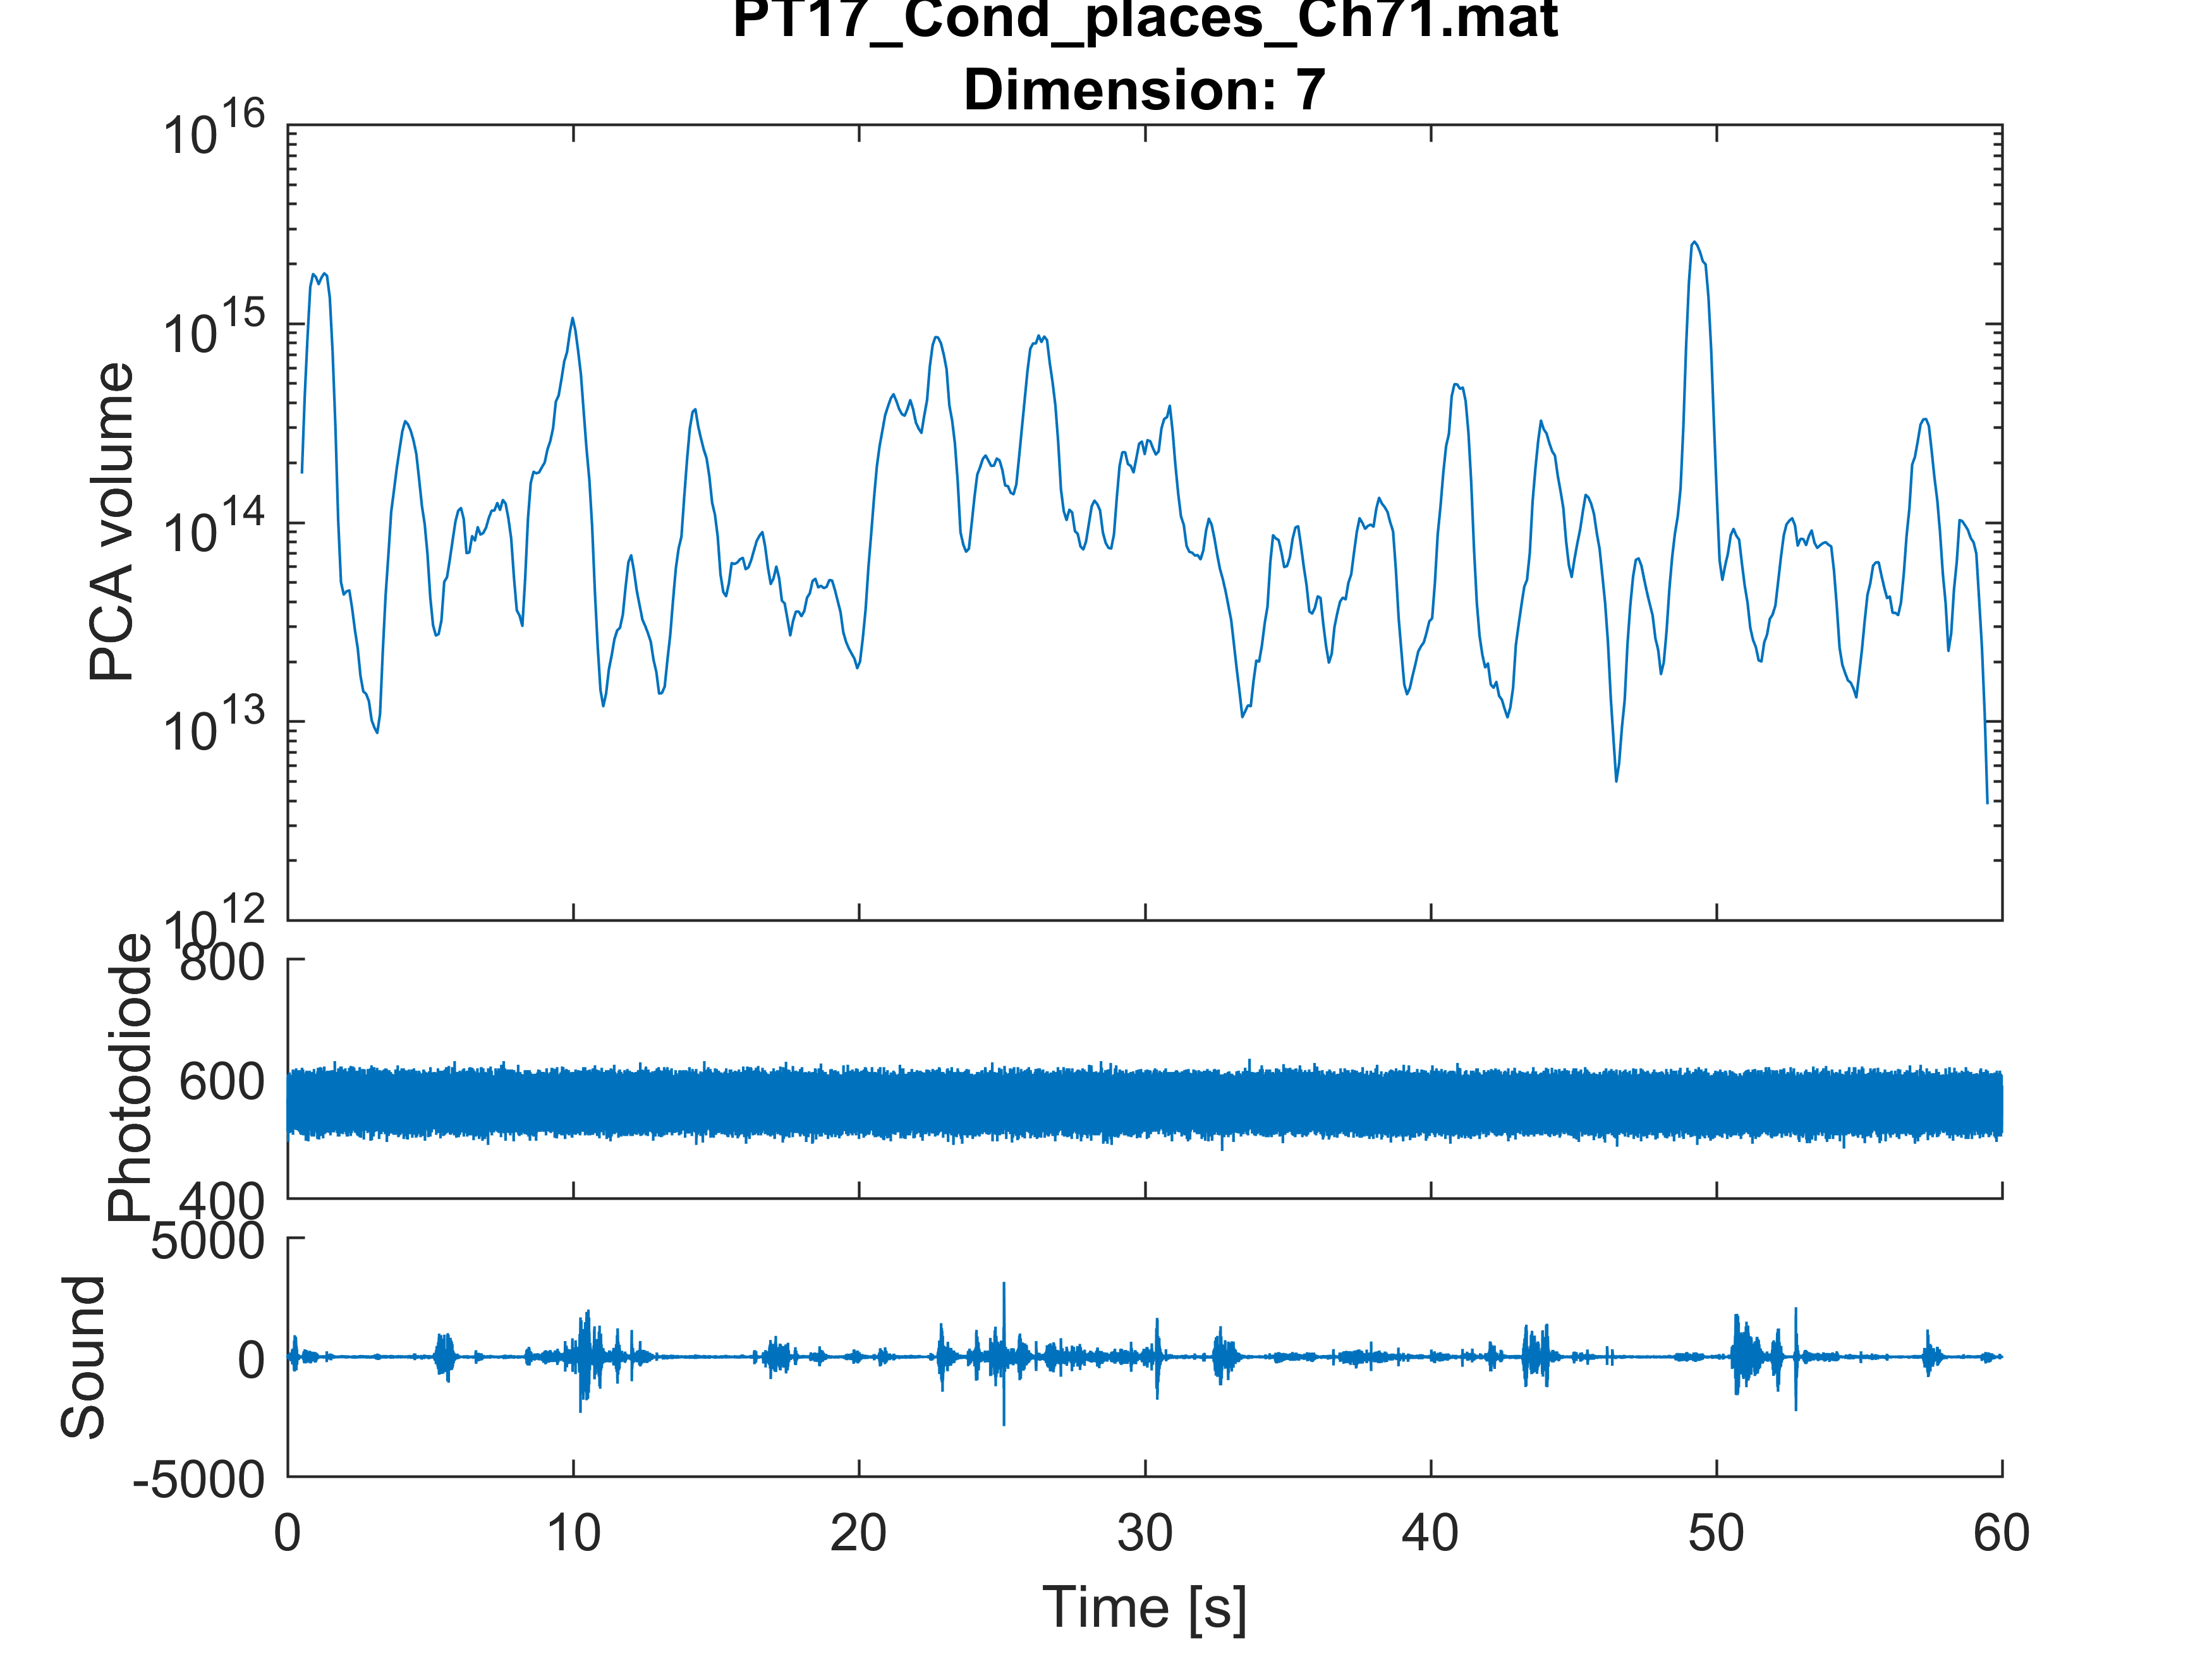 PT17_Cond_places_Ch71.mat
Dimension: 7
PCA volume
10^16
10^15
10^14
10^13
10^12
Photodiode
800
600
400
Sound
5000
0
-5000
0 10 20 30 40 50 60
Time [s]